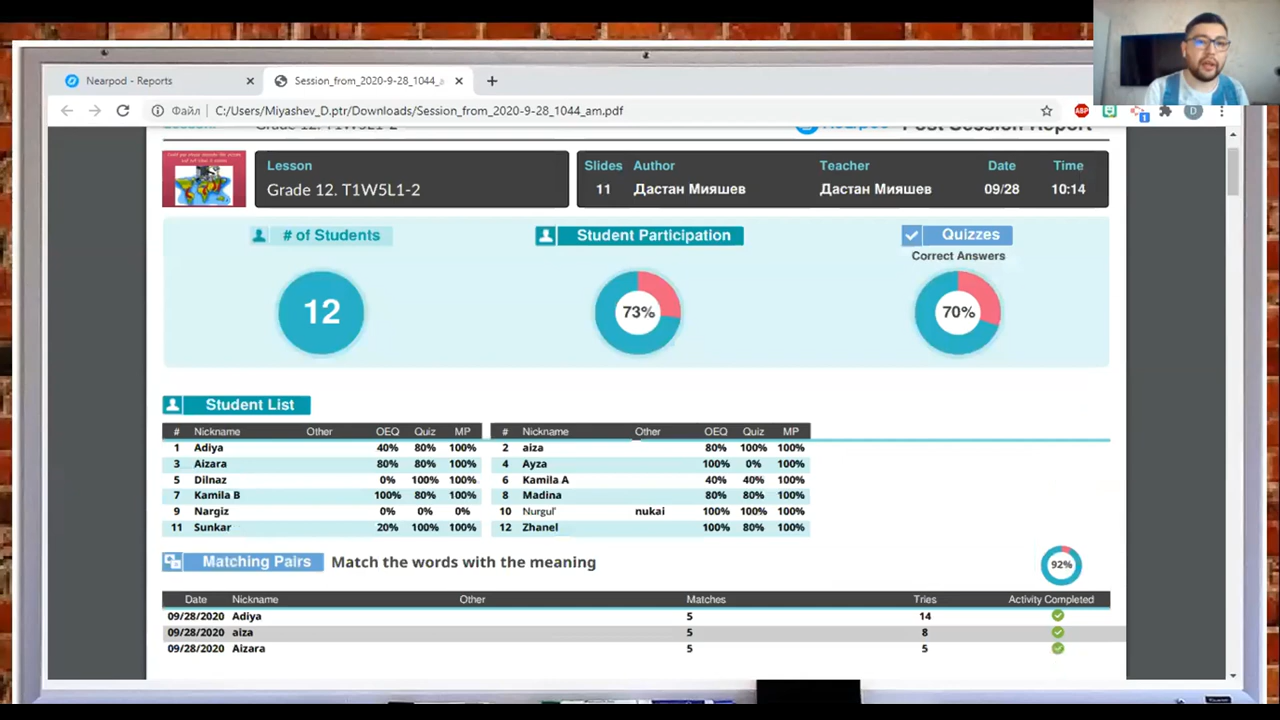 Nearpod - Reports
Session_from_2020-9-28_1044_a
Файл C:/Users/Miyashev_D.ptr/Downloads/Session_from_2020-9-28_1044_am.pdf
ABP 1 D
Grade 12. T1W5L1-2 Post Session Report
Lesson Slides Author Teacher Date Time
Grade 12. T1W5L1-2 11 Дастан Мияшев Дастан Мияшев 09/28 10:14
# of Students Student Participation Quizzes
Correct Answers
12 73% 70%
Student List
# Nickname Other OEQ Quiz MP # Nickname Other OEQ Quiz MP
1 Adiya 40% 80% 100% 2 aiza 80% 100% 100%
3 Aizara 80% 80% 100% 4 Ayza 100% 0% 100%
5 Dilnaz 0% 100% 100% 6 Kamila A 40% 40% 100%
7 Kamila B 100% 80% 100% 8 Madina 80% 80% 100%
9 Nargiz 0% 0% 0% 10 Nurgul' nukai 100% 100% 100%
11 Sunkar 20% 100% 100% 12 Zhanel 100% 80% 100%
Matching Pairs Match the words with the meaning 92%
Date Nickname Other Matches Tries Activity Completed
09/28/2020 Adiya 5 14
09/28/2020 aiza 5 8
09/28/2020 Aizara 5 5